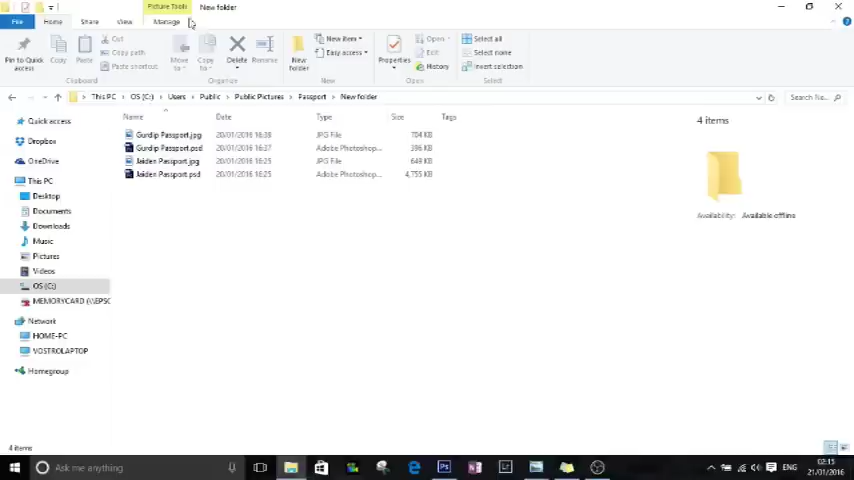 Picture Tools New folder
File Home Share View Manage
Pin to Quick access
Copy
Paste
Cut
Copy path
Paste shortcut
Clipboard
Move to
Copy to
Delete
Rename
Organize
New folder
New item
Easy access
New
Properties
Open
Edit
History
Open
Select all
Select none
Invert selection
Select
This PC OS (C:) Users Public Public Pictures Passport New folder
Search Ne...
Name Date Type Size Tags
Gurdip Passport.jpg 20/01/2016 16:38 JPG File 704 KB
Gurdip Passport.psd 20/01/2016 16:37 Adobe Photoshop... 396 KB
Jaiden Passport.jpg 20/01/2016 16:25 JPG File 649 KB
Jaiden Passport.psd 20/01/2016 16:25 Adobe Photoshop... 4,755 KB
4 items
Availability: Available offline
Quick access
Dropbox
OneDrive
This PC
Desktop
Documents
Downloads
Music
Pictures
Videos
OS (C:)
MEMORYCARD (\\EPSC
Network
HOME-PC
VOSTROLAPTOP
Homegroup
4 items
Ask me anything
ENG
02:15
21/01/2016